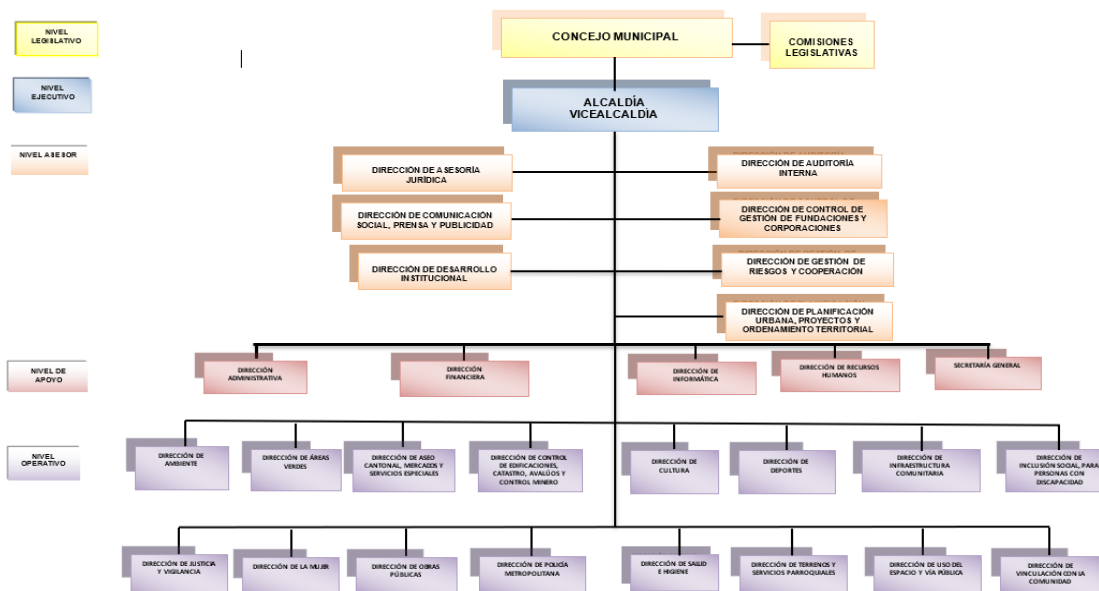 NIVEL
LEGISLATIVO
CONCEJO MUNICIPAL
COMISIONES
LEGISLATIVAS
NIVEL
EJECUTIVO
ALCALDÍA
VICEALCALDÌA
NIVEL ASESOR
DIRECCIÓN DE ASESORÍA
JURÍDICA
DIRECCIÓN DE AUDITORÍA
INTERNA
DIRECCIÓN DE COMUNICACIÓN
SOCIAL, PRENSA Y PUBLICIDAD
DIRECCIÓN DE CONTROL DE
GESTIÓN DE FUNDACIONES Y
CORPORACIONES
DIRECCIÓN DE DESARROLLO
INSTITUCIONAL
DIRECCIÓN DE GESTIÓN DE
RIESGOS Y COOPERACIÓN
DIRECCIÓN DE PLANIFICACIÓN
URBANA, PROYECTOS Y
ORDENAMIENTO TERRITORIAL
NIVEL DE
APOYO
DIRECCIÓN
ADMINISTRATIVA
DIRECCIÓN
FINANCIERA
DIRECCIÓN DE
INFORMÁTICA
DIRECCIÓN DE RECURSOS
HUMANOS
SECRETARÍA GENERAL
NIVEL
OPERATIVO
DIRECCIÓN DE
AMBIENTE
DIRECCIÓN DE ÁREAS
VERDES
DIRECCIÓN DE ASEO
CANTONAL, MERCADOS Y
SERVICIOS ESPECIALES
DIRECCIÓN DE CONTROL
DE EDIFICACIONES,
CATASTRO, AVALÚOS Y
CONTROL MINERO
DIRECCIÓN DE
CULTURA
DIRECCIÓN DE
DEPORTES
DIRECCIÓN DE
INFRAESTRUCTURA
COMUNITARIA
DIRECCIÓN DE
INCLUSIÓN SOCIAL, PARA
PERSONAS CON
DISCAPACIDAD
DIRECCIÓN DE JUSTICIA
Y VIGILANCIA
DIRECCIÓN DE LA MUJER
DIRECCIÓN DE OBRAS
PÚBLICAS
DIRECCIÓN DE POLICÍA
METROPOLITANA
DIRECCIÓN DE SALUD
E HIGIENE
DIRECCIÓN DE TERRENOS Y
SERVICIOS PARROQUIALES
DIRECCIÓN DE USO DEL
ESPACIO Y VÍA PÚBLICA
DIRECCIÓN DE
VINCULACIÓN CON LA
COMUNIDAD